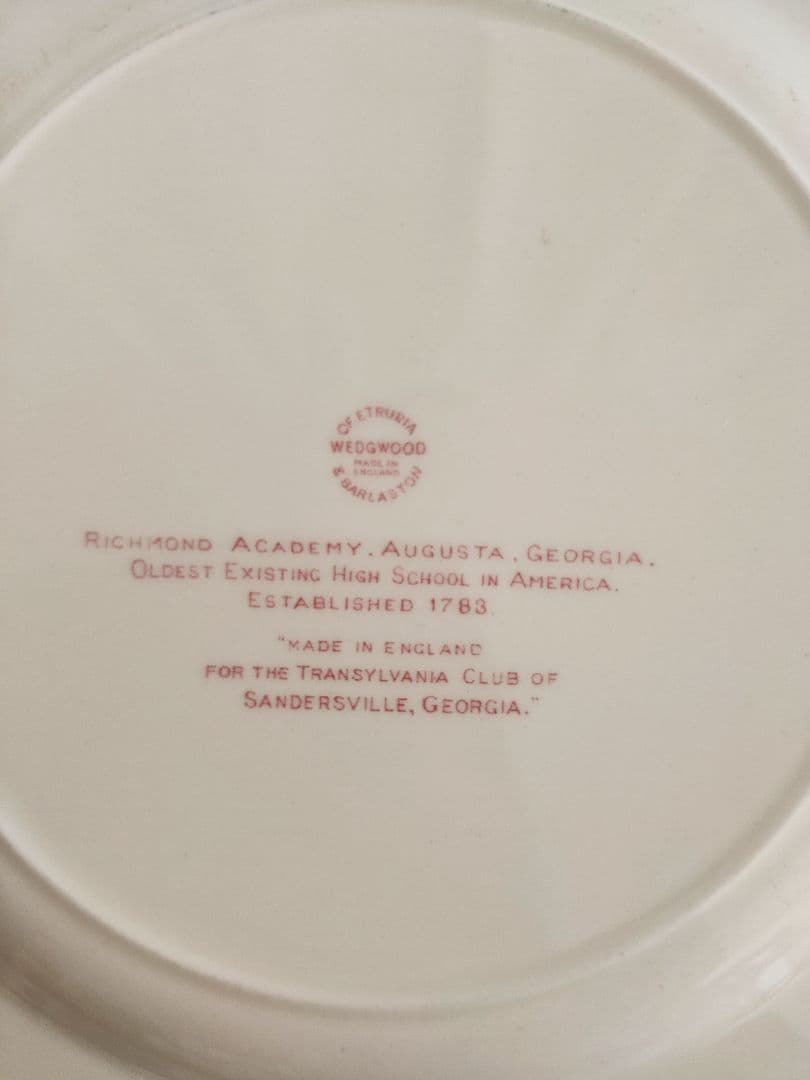 OF ETRURIA
WEDGWOOD
MADE IN
ENGLAND
& BARLASTON
RICHMOND ACADEMY. AUGUSTA, GEORGIA.
OLDEST EXISTING HIGH SCHOOL IN AMERICA.
ESTABLISHED 1783.
"MADE IN ENGLAND
FOR THE TRANSYLVANIA CLUB OF
SANDERSVILLE, GEORGIA."